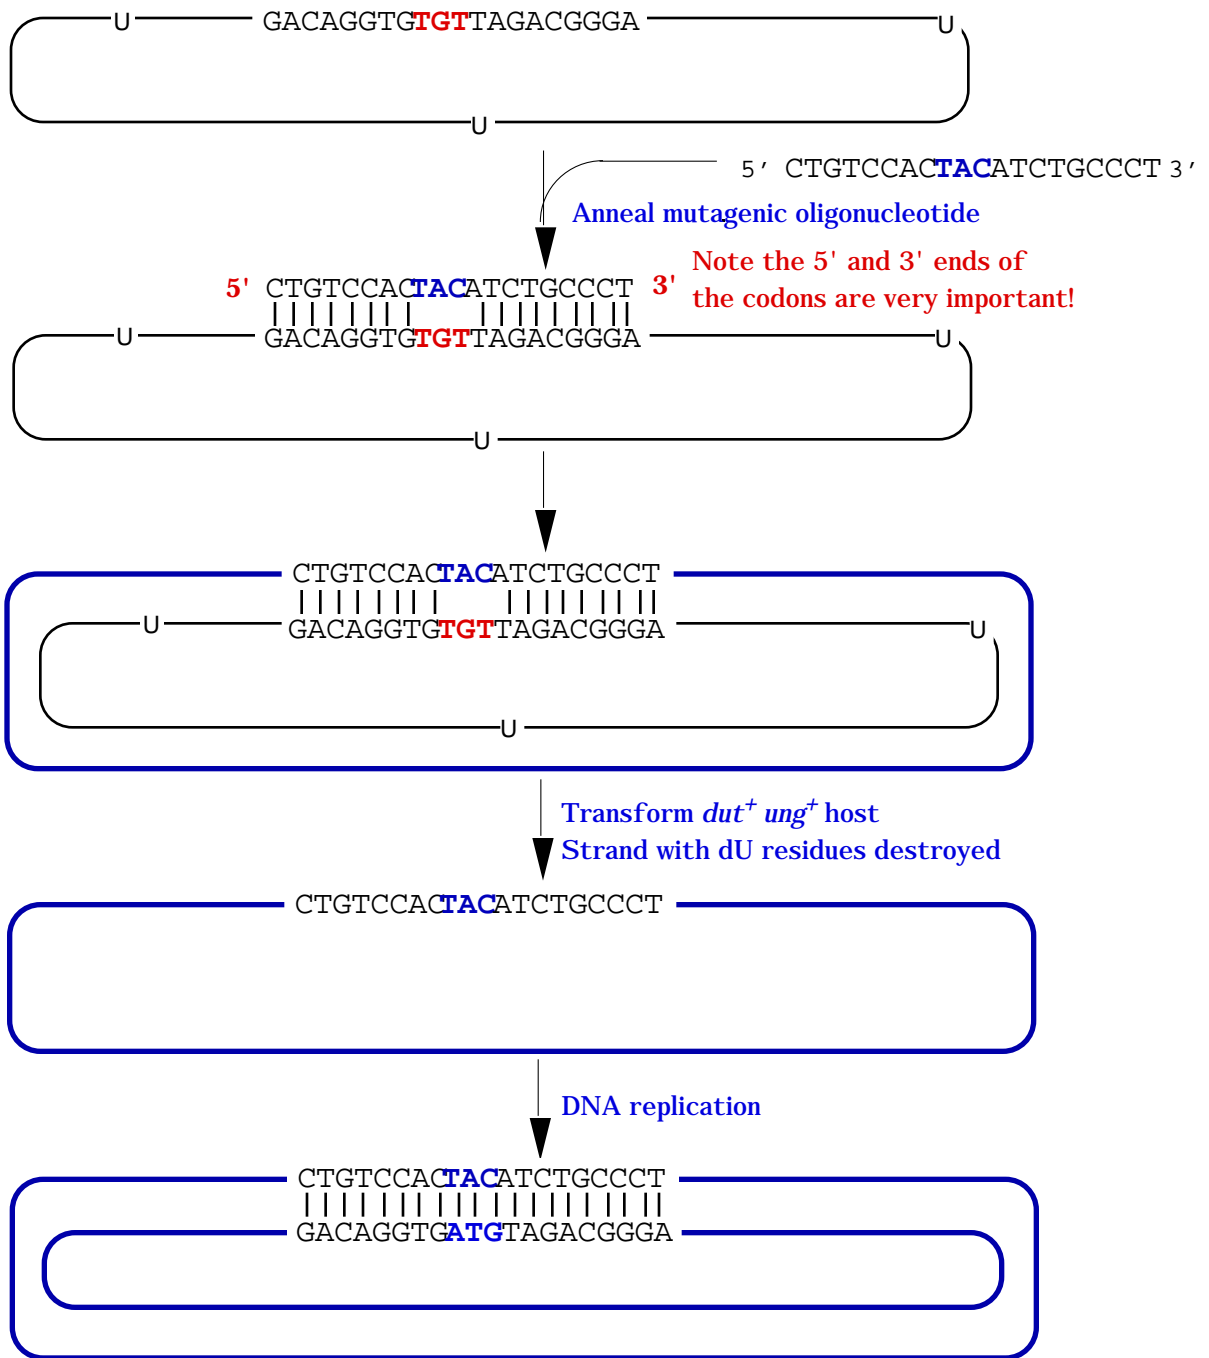 U GACAGGTGTGTTAGACGGGA U
U
5' CTGTCCACTACATCTGCCCT 3'
Anneal mutagenic oligonucleotide
5' CTGTCCACTACATCTGCCCT 3' Note the 5' and 3' ends of
the codons are very important!
U GACAGGTGTGTTAGACGGGA U
U
CTGTCCACTACATCTGCCCT
U GACAGGTGTGTTAGACGGGA U
U
Transform dut+ ung+ host
Strand with dU residues destroyed
CTGTCCACTACATCTGCCCT
DNA replication
CTGTCCACTACATCTGCCCT
GACAGGTGATGTAGACGGGA